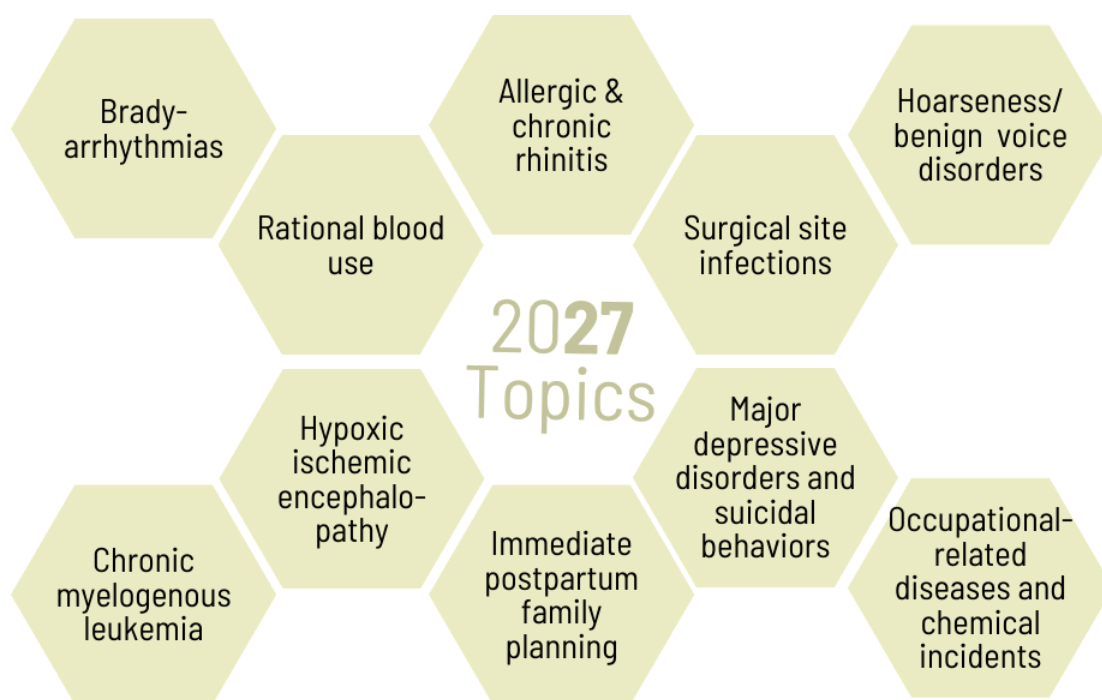 Brady-
arrhythmias
Allergic &
chronic
rhinitis
Hoarseness/
benign voice
disorders
Rational blood
use
Surgical site
infections
2027
Topics
Hypoxic
ischemic
encephalo-
pathy
Major
depressive
disorders and
suicidal
behaviors
Chronic
myelogenous
leukemia
Immediate
postpartum
family
planning
Occupational-
related
diseases and
chemical
incidents